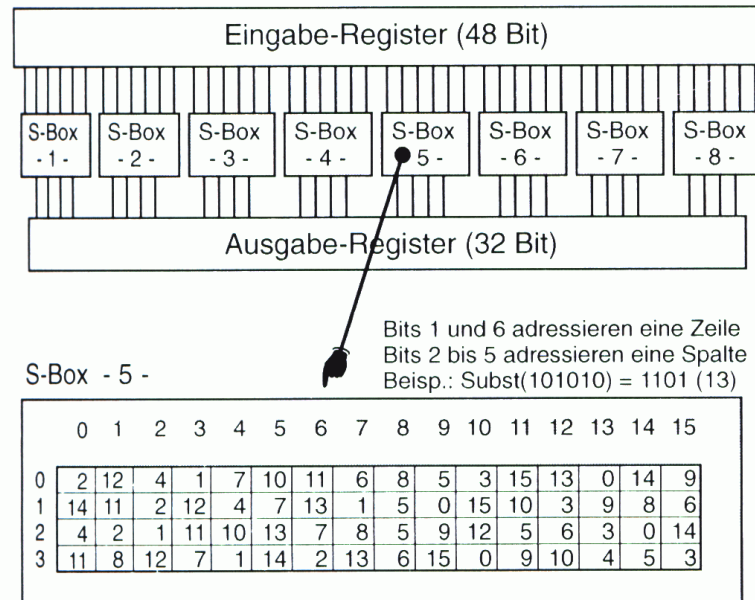 Eingabe-Register (48 Bit)
S-Box S-Box S-Box S-Box S-Box S-Box S-Box S-Box
- 1 - - 2 - - 3 - - 4 - - 5 - - 6 - - 7 - - 8 -
Ausgabe-Register (32 Bit)
Bits 1 und 6 adressieren eine Zeile
Bits 2 bis 5 adressieren eine Spalte
Beisp.: Subst(101010) = 1101 (13)
S-Box - 5 -
0 1 2 3 4 5 6 7 8 9 10 11 12 13 14 15
0 2 12 4 1 7 10 11 6 8 5 3 15 13 0 14 9
1 14 11 2 12 4 7 13 1 5 0 15 10 3 9 8 6
2 4 2 1 11 10 13 7 8 5 9 12 5 6 3 0 14
3 11 8 12 7 1 14 2 13 6 15 0 9 10 4 5 3